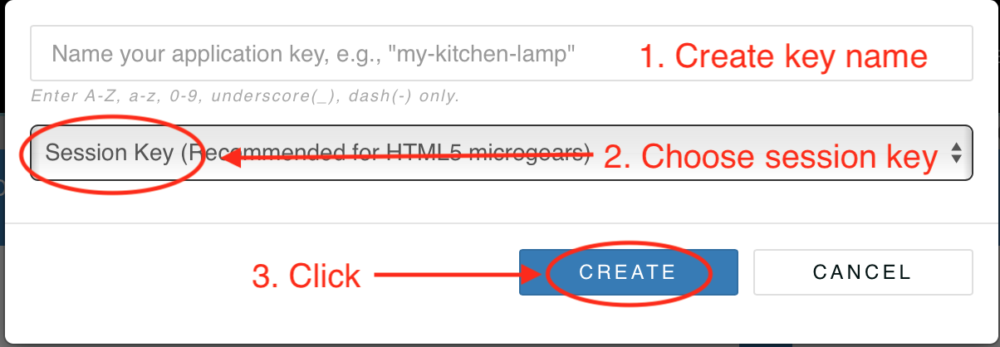 Name your application key, e.g., "my-kitchen-lamp" 1. Create key name
Enter A-Z, a-z, 0-9, underscore(_), dash(-) only.
Session Key (Recommended for HTML5 microgears) 2. Choose session key
3. Click CREATE CANCEL